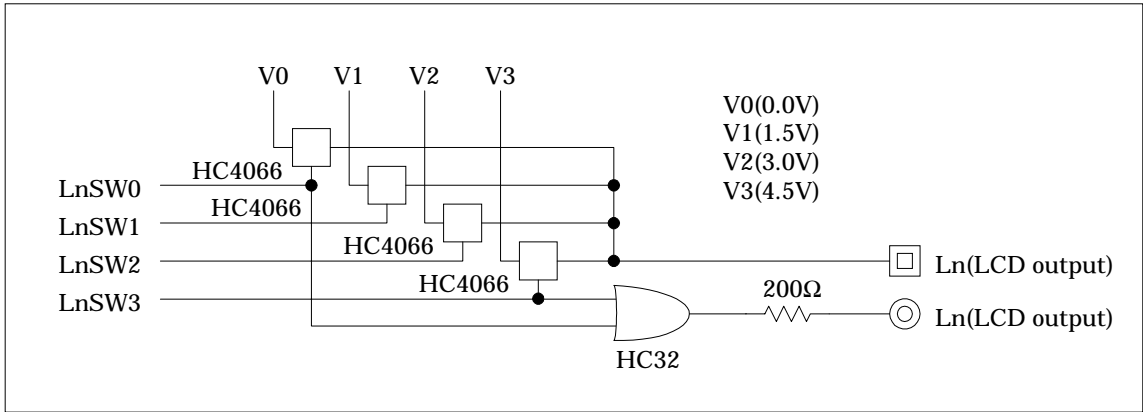 V0 V1 V2 V3
V0(0.0V)
V1(1.5V)
V2(3.0V)
V3(4.5V)
HC4066
LnSW0
HC4066
LnSW1
HC4066
LnSW2
HC4066
LnSW3
Ln(LCD output)
200Ω
Ln(LCD output)
HC32